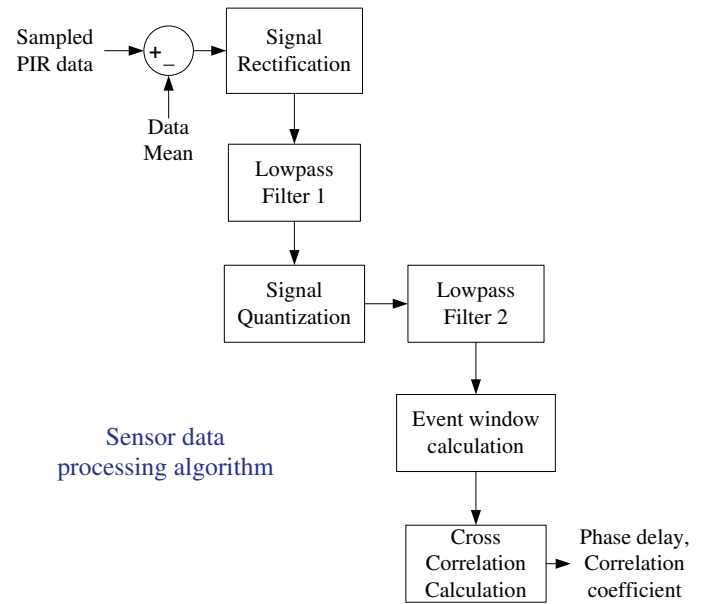 Sampled
PIR data
+
−
Data
Mean
Signal
Rectification
Lowpass
Filter 1
Signal
Quantization
Lowpass
Filter 2
Event window
calculation
Sensor data
processing algorithm
Cross
Correlation
Calculation
Phase delay,
Correlation
coefficient